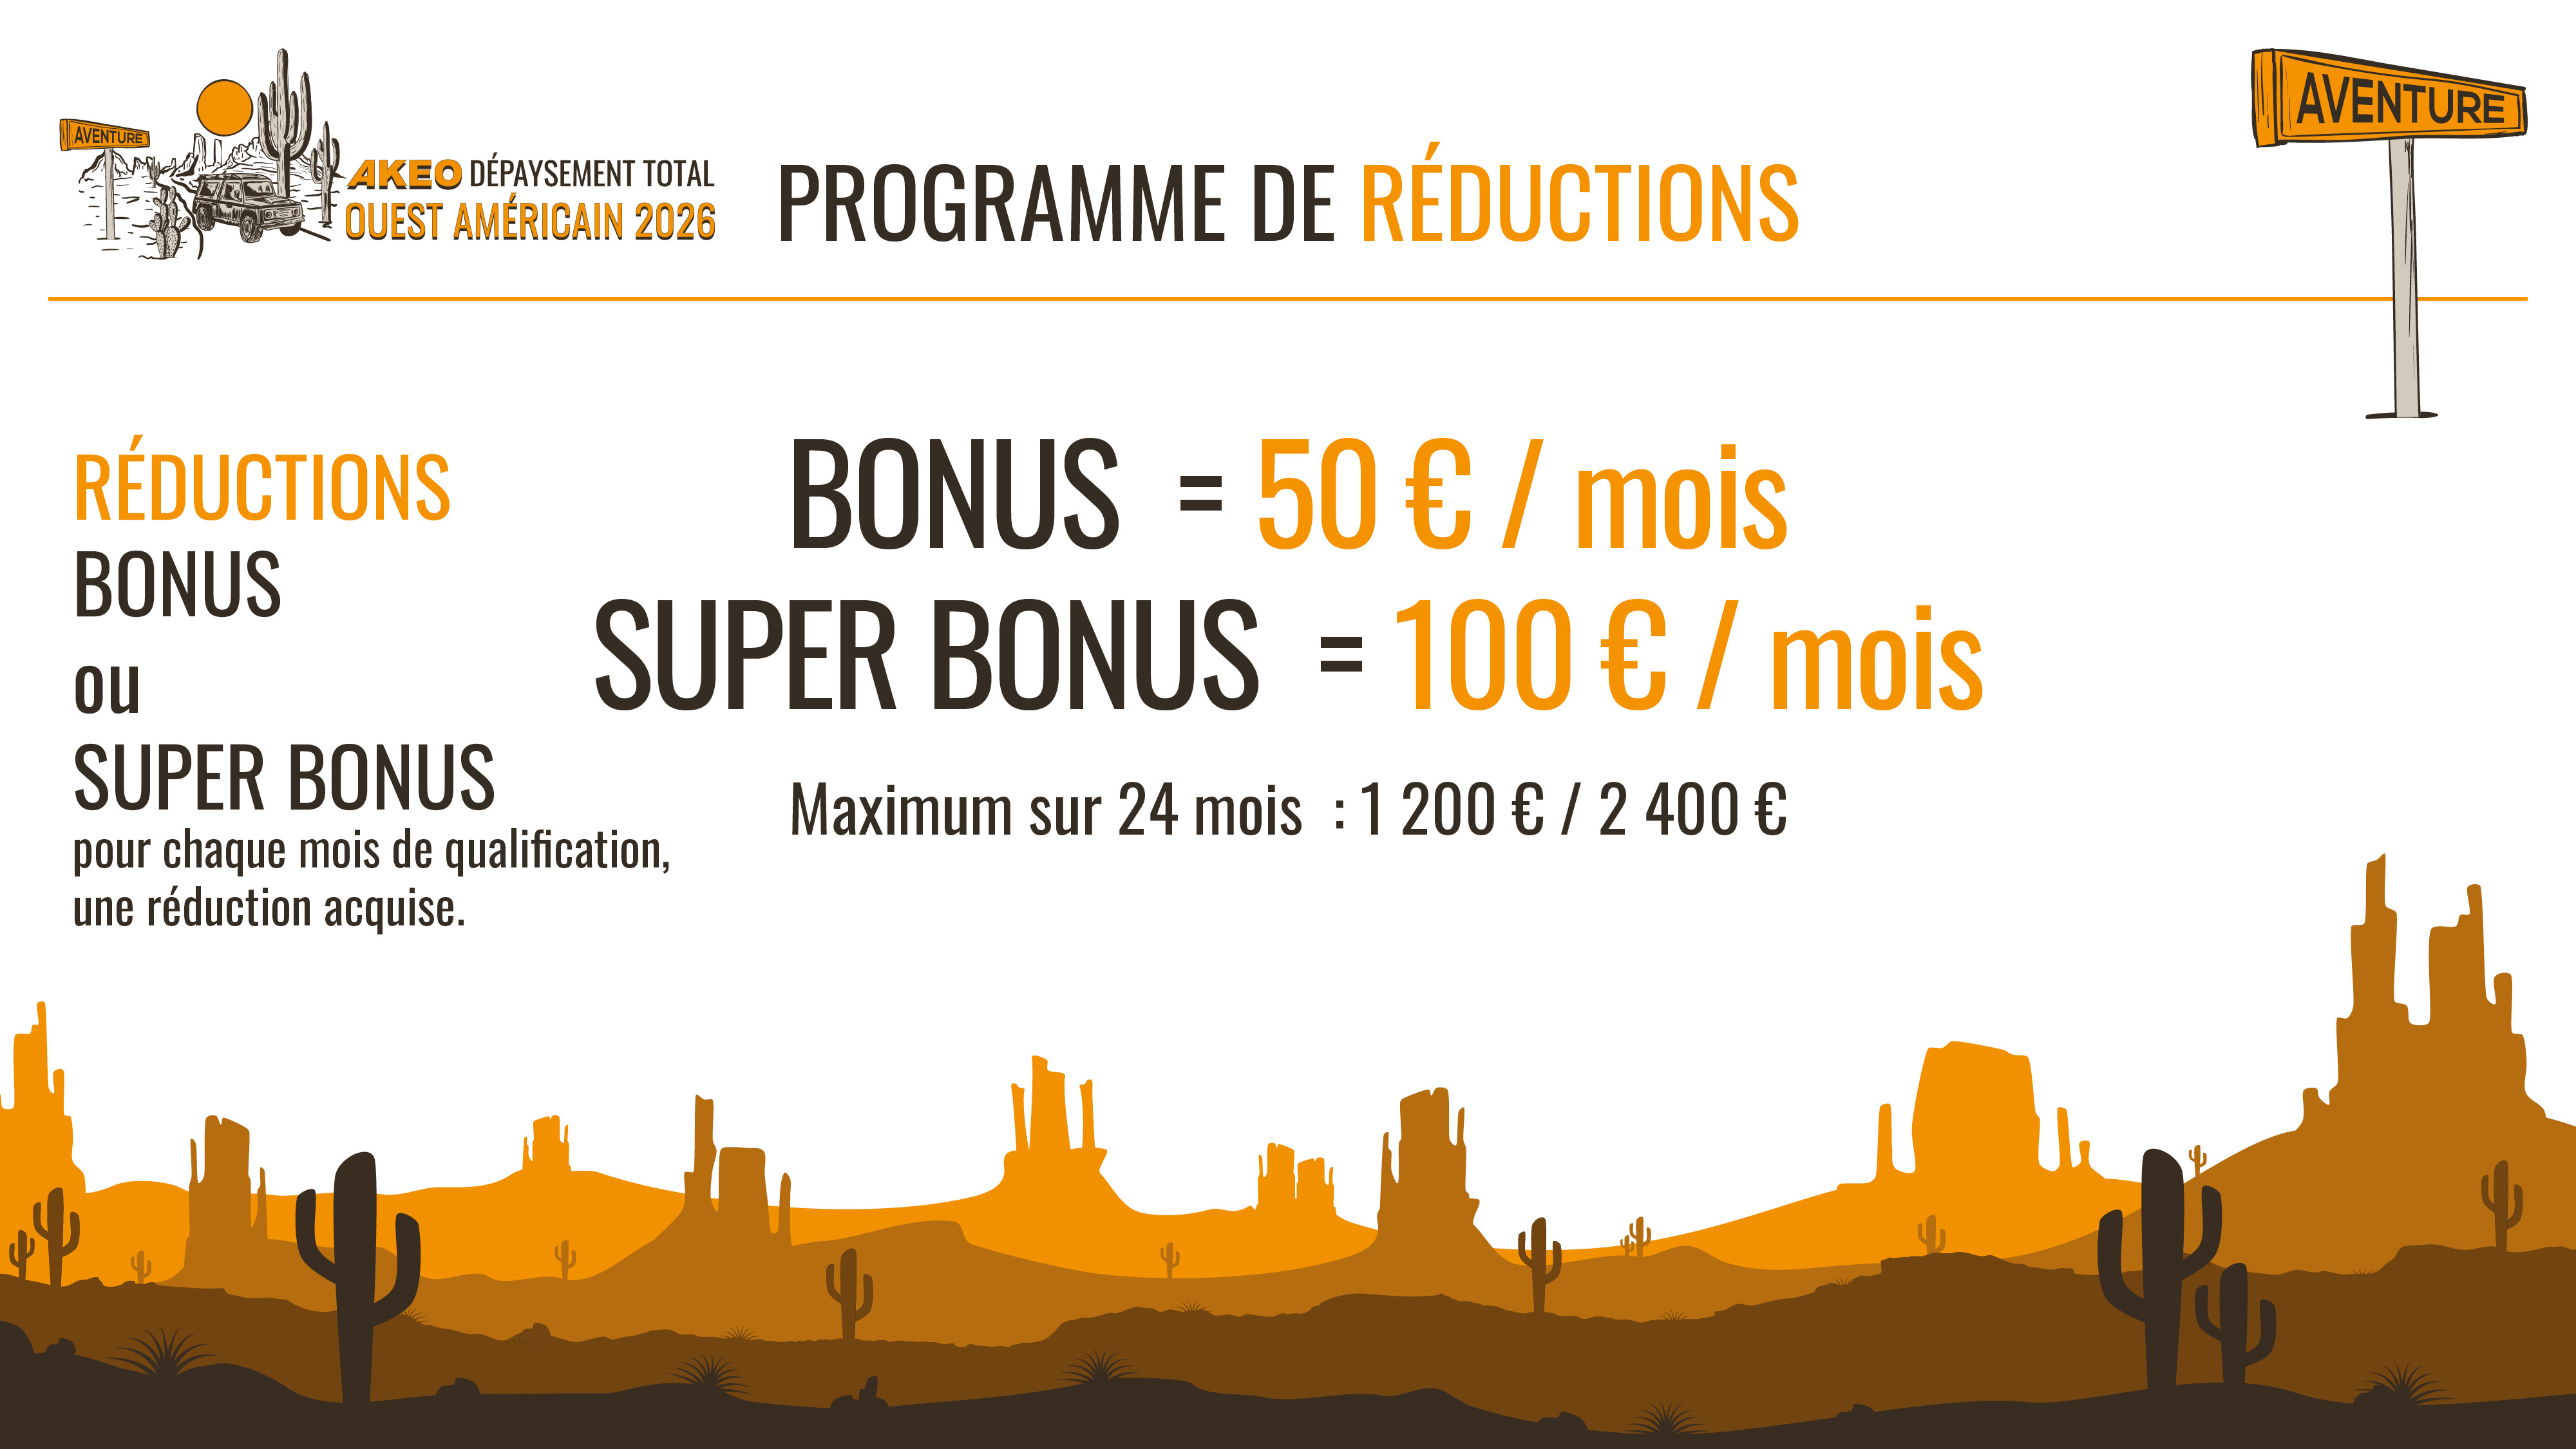 AVENTURE
AKEO DÉPAYSEMENT TOTAL
OUEST AMÉRICAIN 2026
PROGRAMME DE RÉDUCTIONS
AVENTURE
RÉDUCTIONS
BONUS
ou
SUPER BONUS
pour chaque mois de qualification,
une réduction acquise.
BONUS = 50 € / mois
SUPER BONUS = 100 € / mois
Maximum sur 24 mois : 1 200 € / 2 400 €